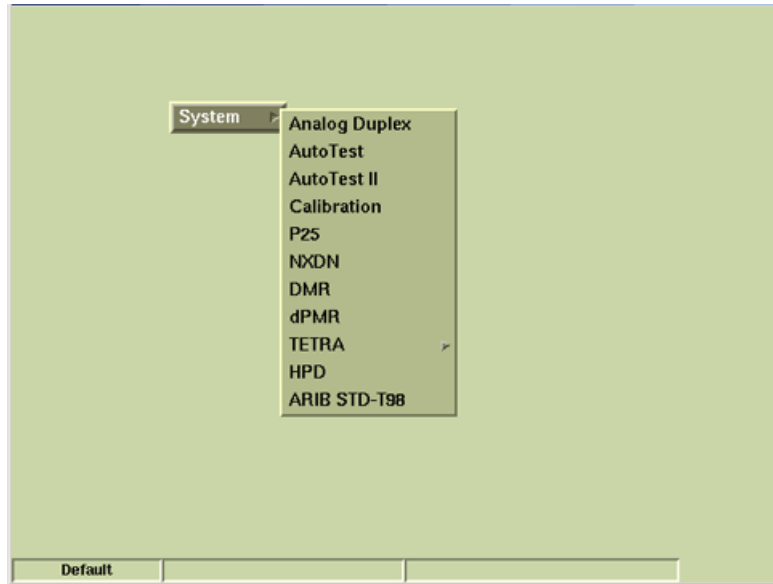 System
Analog Duplex
AutoTest
AutoTest II
Calibration
P25
NXDN
DMR
dPMR
TETRA
HPD
ARIB STD-T98
Default